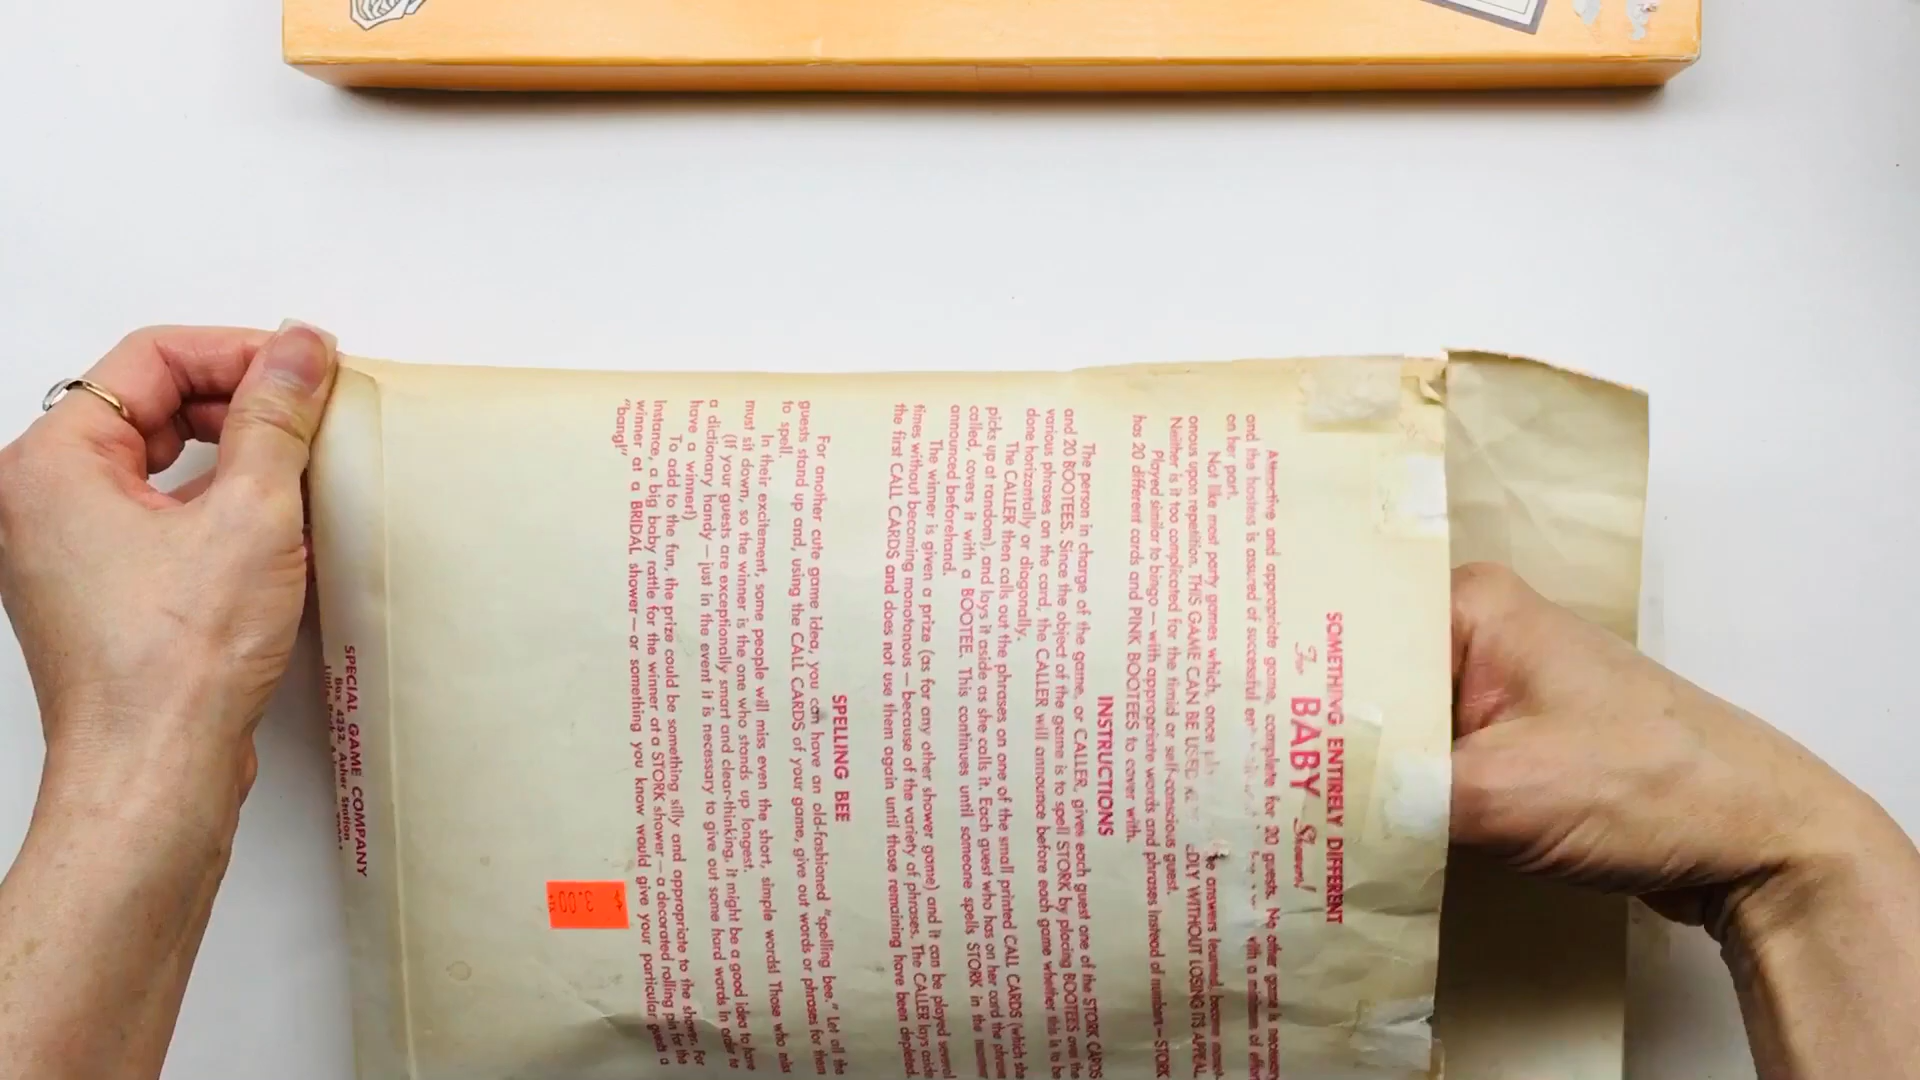 SOMETHING ENTIRELY DIFFERENT
For BABY Showers!
Attractive and appropriate game, complete for 20 guests. No other game is necessary
and the hostess is assured of successful with a minimum of effort
on her part.
Not like most party games which, once answers learned, become monot-
onous upon repetition. THIS GAME CAN BE USED WITHOUT LOSING ITS APPEAL.
Neither is it too complicated for the timid or self-conscious guest.
Played similar to bingo — with appropriate words and phrases instead of numbers — STORK
has 20 different cards and PINK BOOTEES to cover with.
INSTRUCTIONS
The person in charge of the game, or CALLER, gives each guest one of the STORK CARDS
and 20 BOOTEES. Since the object of the game is to spell STORK by placing BOOTEES over the
various phrases on the card, the CALLER will announce before each game whether this is to be
done horizontally or diagonally.
The CALLER then calls out the phrases on one of the small printed CALL CARDS (which she
picks up at random), and lays it aside as she calls it. Each guest who has on her card the phrase
called, covers it with a BOOTEE. This continues until someone spells STORK in the manner
announced beforehand.
The winner is given a prize (as for any other shower game) and it can be played several
times without becoming monotonous — because of the variety of phrases. The CALLER lays aside
the first CALL CARDS and does not use them again until those remaining have been depleted.
SPELLING BEE
For another cute game idea, you can have an old-fashioned "spelling bee." Let all the
guests stand up and, using the CALL CARDS of your game, give out words or phrases for them
to spell.
In their excitement, some people will miss even the short, simple words! Those who miss
must sit down, so the winner is the one who stands up longest.
(If your guests are exceptionally smart and clear-thinking, it might be a good idea to have
a dictionary handy — just in the event it is necessary to give out some hard words in order to
have a winner!)
To add to the fun, the prize could be something silly and appropriate to the shower. For
instance, a big baby rattle for the winner at a STORK shower — a decorated rolling pin for the
winner at a BRIDAL shower — or something you know would give your particular guests a
"bang!"
$
3.00
SPECIAL GAME COMPANY
Box 4252, Asher Station
Little Rock,